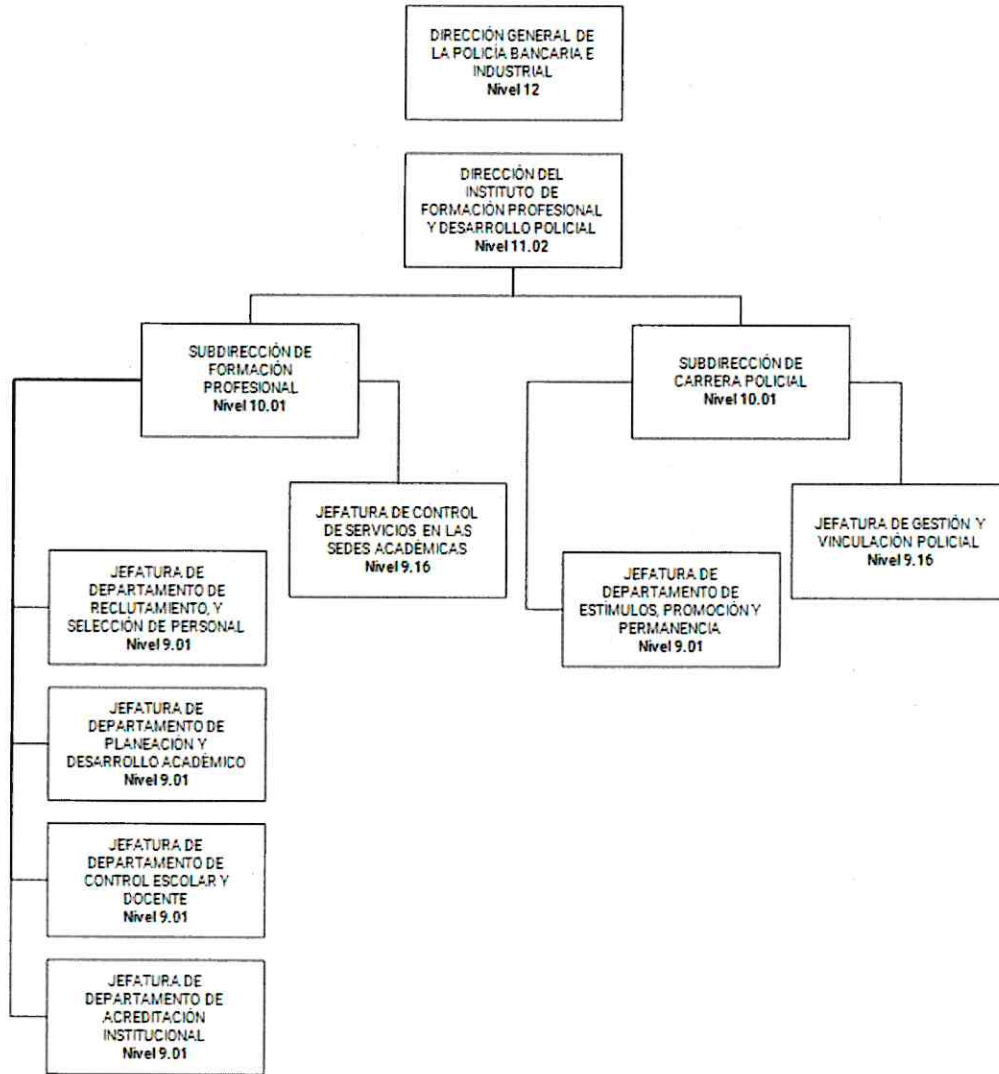 DIRECCIÓN GENERAL DE
LA POLICÍA BANCARIA E
INDUSTRIAL
Nivel 12
DIRECCIÓN DEL
INSTITUTO DE
FORMACIÓN PROFESIONAL
Y DESARROLLO POLICIAL
Nivel 11.02
SUBDIRECCIÓN DE
FORMACIÓN
PROFESIONAL
Nivel 10.01
SUBDIRECCIÓN DE
CARRERA POLICIAL
Nivel 10.01
JEFATURA DE CONTROL
DE SERVICIOS EN LAS
SEDES ACADÉMICAS
Nivel 9.16
JEFATURA DE GESTIÓN Y
VINCULACIÓN POLICIAL
Nivel 9.16
JEFATURA DE
DEPARTAMENTO DE
RECLUTAMIENTO, Y
SELECCIÓN DE PERSONAL
Nivel 9.01
JEFATURA DE
DEPARTAMENTO DE
ESTÍMULOS, PROMOCIÓN Y
PERMANENCIA
Nivel 9.01
JEFATURA DE
DEPARTAMENTO DE
PLANEACIÓN Y
DESARROLLO ACADÉMICO
Nivel 9.01
JEFATURA DE
DEPARTAMENTO DE
CONTROL ESCOLAR Y
DOCENTE
Nivel 9.01
JEFATURA DE
DEPARTAMENTO DE
ACREDITACIÓN
INSTITUCIONAL
Nivel 9.01